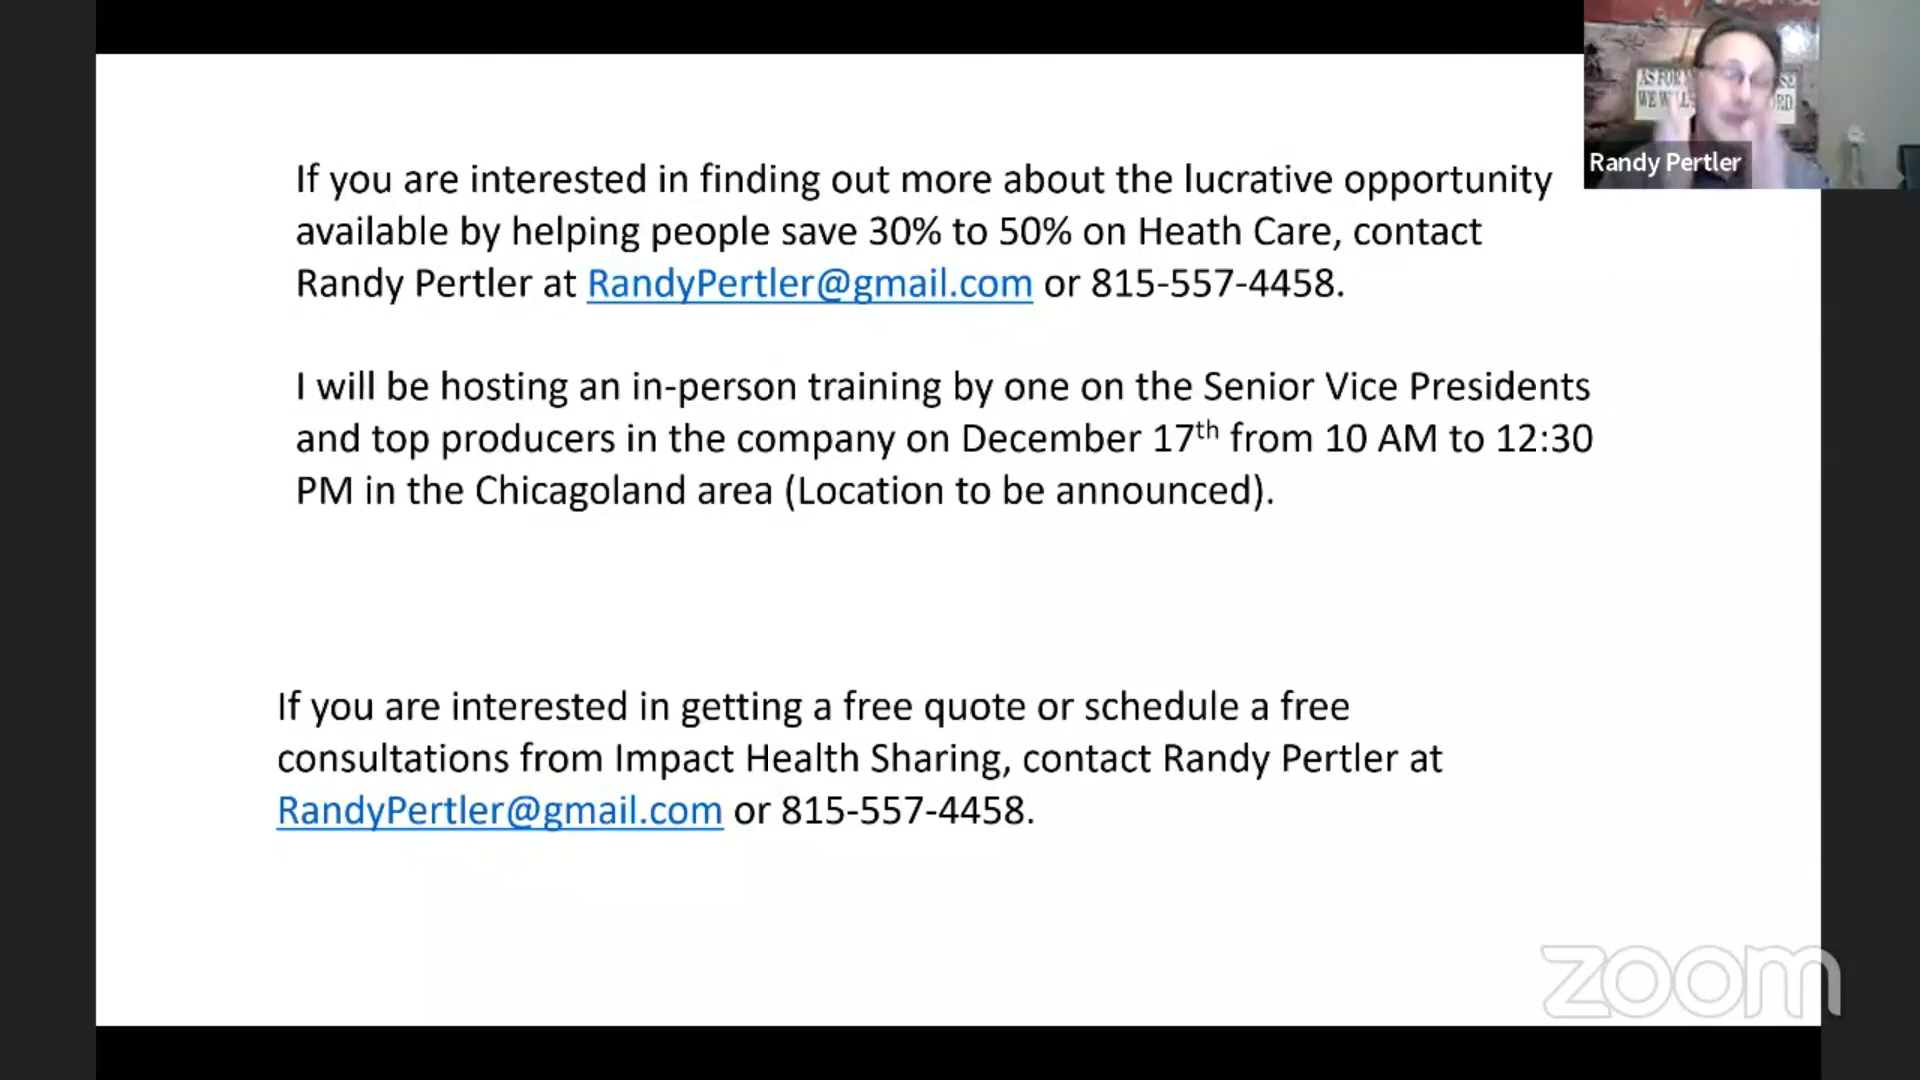 If you are interested in finding out more about the lucrative opportunity
available by helping people save 30% to 50% on Heath Care, contact
Randy Pertler at RandyPertler@gmail.com or 815-557-4458.
I will be hosting an in-person training by one on the Senior Vice Presidents
and top producers in the company on December 17th from 10 AM to 12:30
PM in the Chicagoland area (Location to be announced).
If you are interested in getting a free quote or schedule a free
consultations from Impact Health Sharing, contact Randy Pertler at
RandyPertler@gmail.com or 815-557-4458.
AS FOR
WE
Randy Pertler
zoom